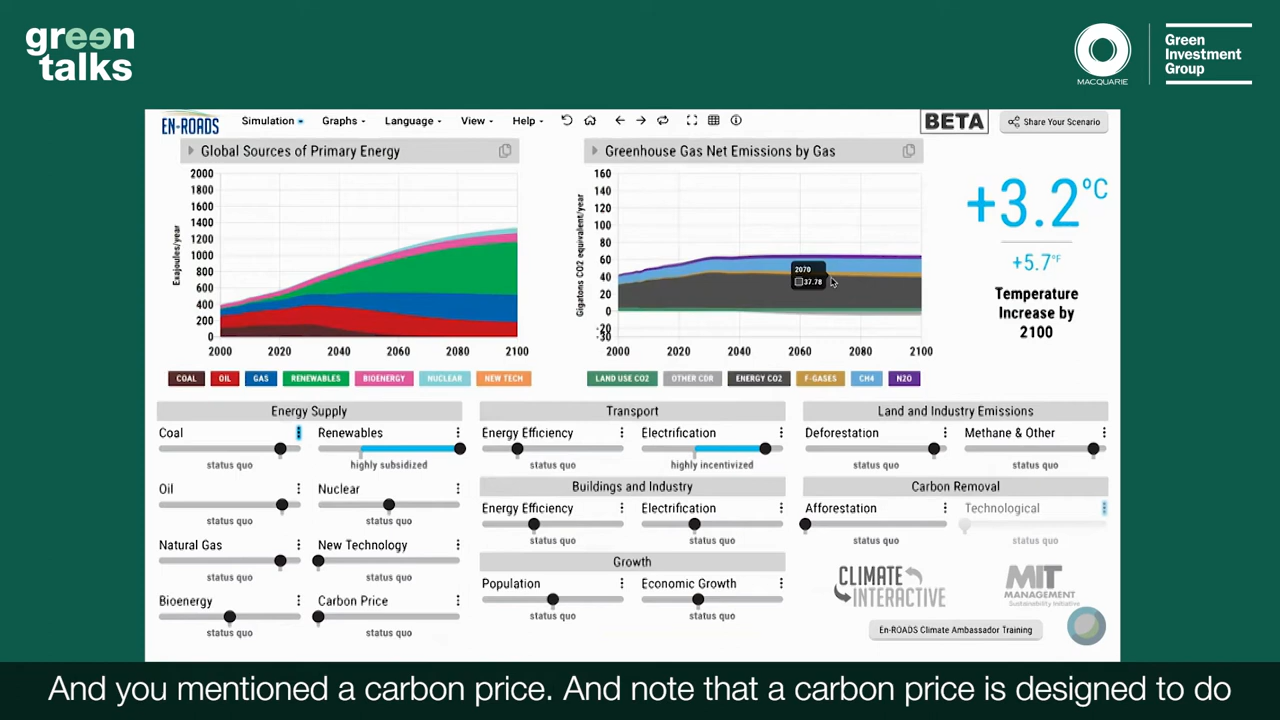 green
talks
MACQUARIE
Green
Investment
Group
EN-ROADS
Simulation
Graphs
Language
View
Help
BETA
Share Your Scenario
Global Sources of Primary Energy
Exajoules/year
2000
1800
1600
1400
1200
1000
800
600
400
200
0
2000 2020 2040 2060 2080 2100
COAL OIL GAS RENEWABLES BIOENERGY NUCLEAR NEW TECH
Greenhouse Gas Net Emissions by Gas
Gigatons CO2 equivalent/year
160
140
120
100
80
60
40
20
0
-20
-30
2070
37.78
2000 2020 2040 2060 2080 2100
LAND USE CO2 OTHER CDR ENERGY CO2 F-GASES CH4 N2O
+3.2°C
+5.7°F
Temperature
Increase by
2100
Energy Supply
Coal
status quo
Renewables
highly subsidized
Oil
status quo
Nuclear
status quo
Natural Gas
status quo
New Technology
status quo
Bioenergy
status quo
Carbon Price
status quo
Transport
Energy Efficiency
status quo
Electrification
highly incentivized
Buildings and Industry
Energy Efficiency
status quo
Electrification
status quo
Growth
Population
status quo
Economic Growth
status quo
Land and Industry Emissions
Deforestation
status quo
Methane & Other
status quo
Carbon Removal
Afforestation
status quo
Technological
status quo
CLIMATE
INTERACTIVE
MIT
MANAGEMENT
Sustainability Initiative
En-ROADS Climate Ambassador Training
And you mentioned a carbon price. And note that a carbon price is designed to do